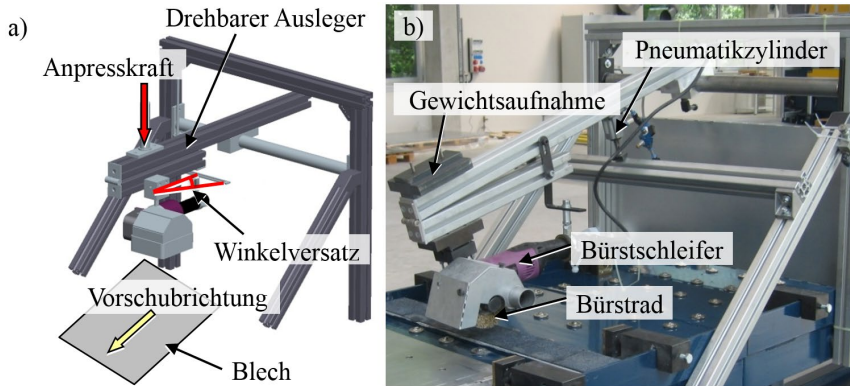 a)
Drehbarer Ausleger
Anpresskraft
Winkelversatz
Vorschubrichtung
Blech
b)
Pneumatikzylinder
Gewichtsaufnahme
Bürstschleifer
Bürstrad